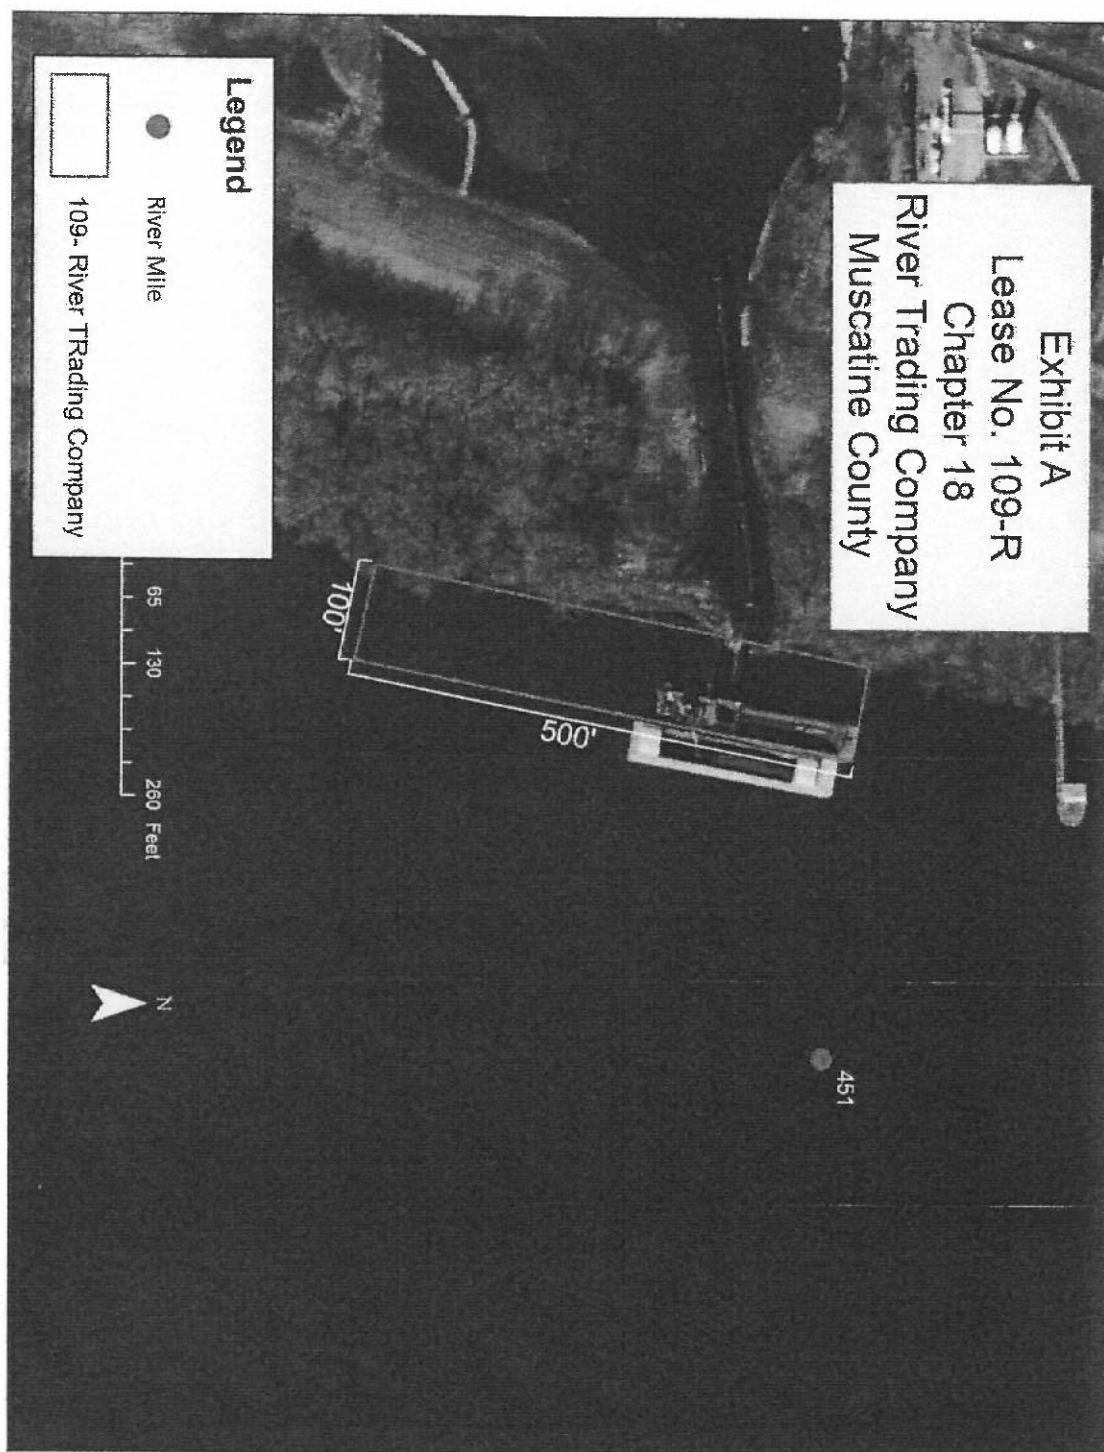 Exhibit A
Lease No. 109-R
Chapter 18
River Trading Company
Muscatine County
451
500'
100'
Legend
River Mile
109- River TRading Company
65 130 260 Feet
N